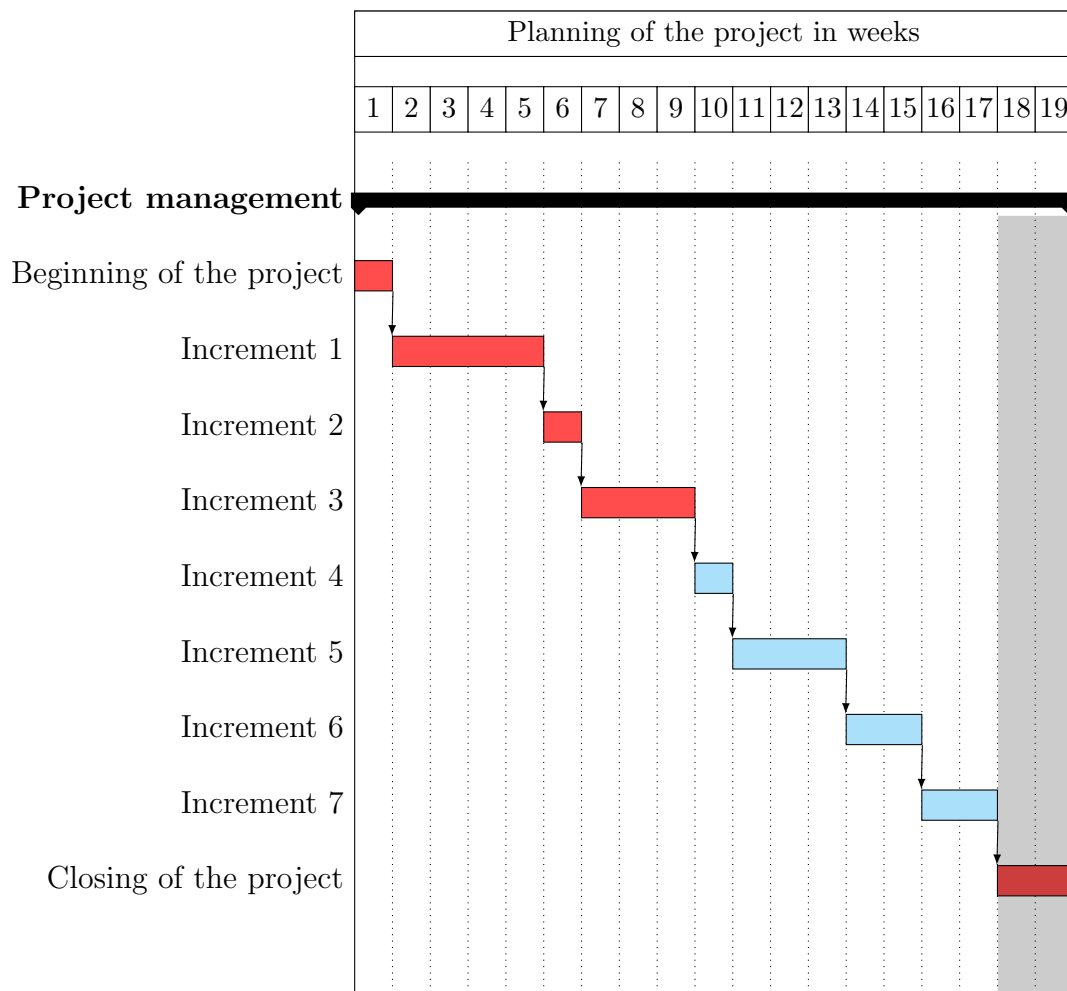 Planning of the project in weeks
1 2 3 4 5 6 7 8 9 10 11 12 13 14 15 16 17 18 19
Project management
Beginning of the project
Increment 1
Increment 2
Increment 3
Increment 4
Increment 5
Increment 6
Increment 7
Closing of the project